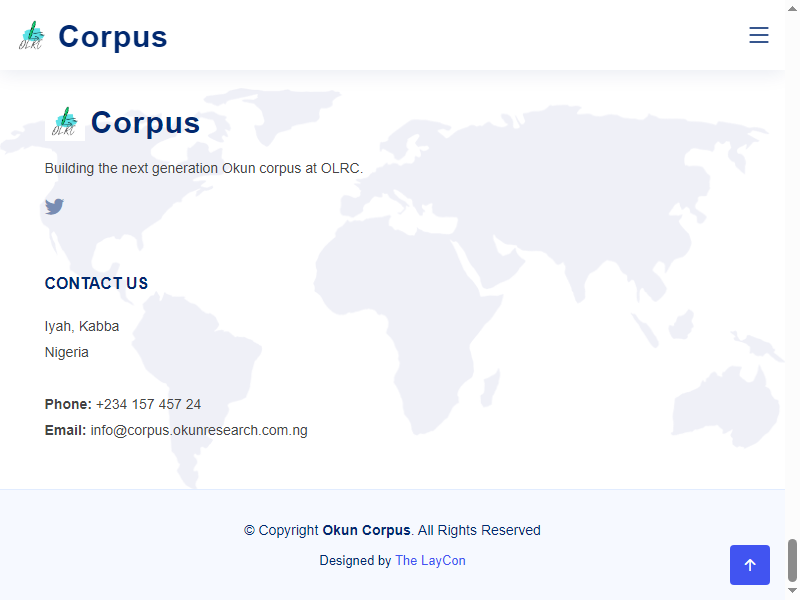 OLRC Corpus
OLRC Corpus
Building the next generation Okun corpus at OLRC.
CONTACT US
Iyah, Kabba
Nigeria
Phone: +234 157 457 24
Email: info@corpus.okunresearch.com.ng
© Copyright Okun Corpus. All Rights Reserved
Designed by The LayCon